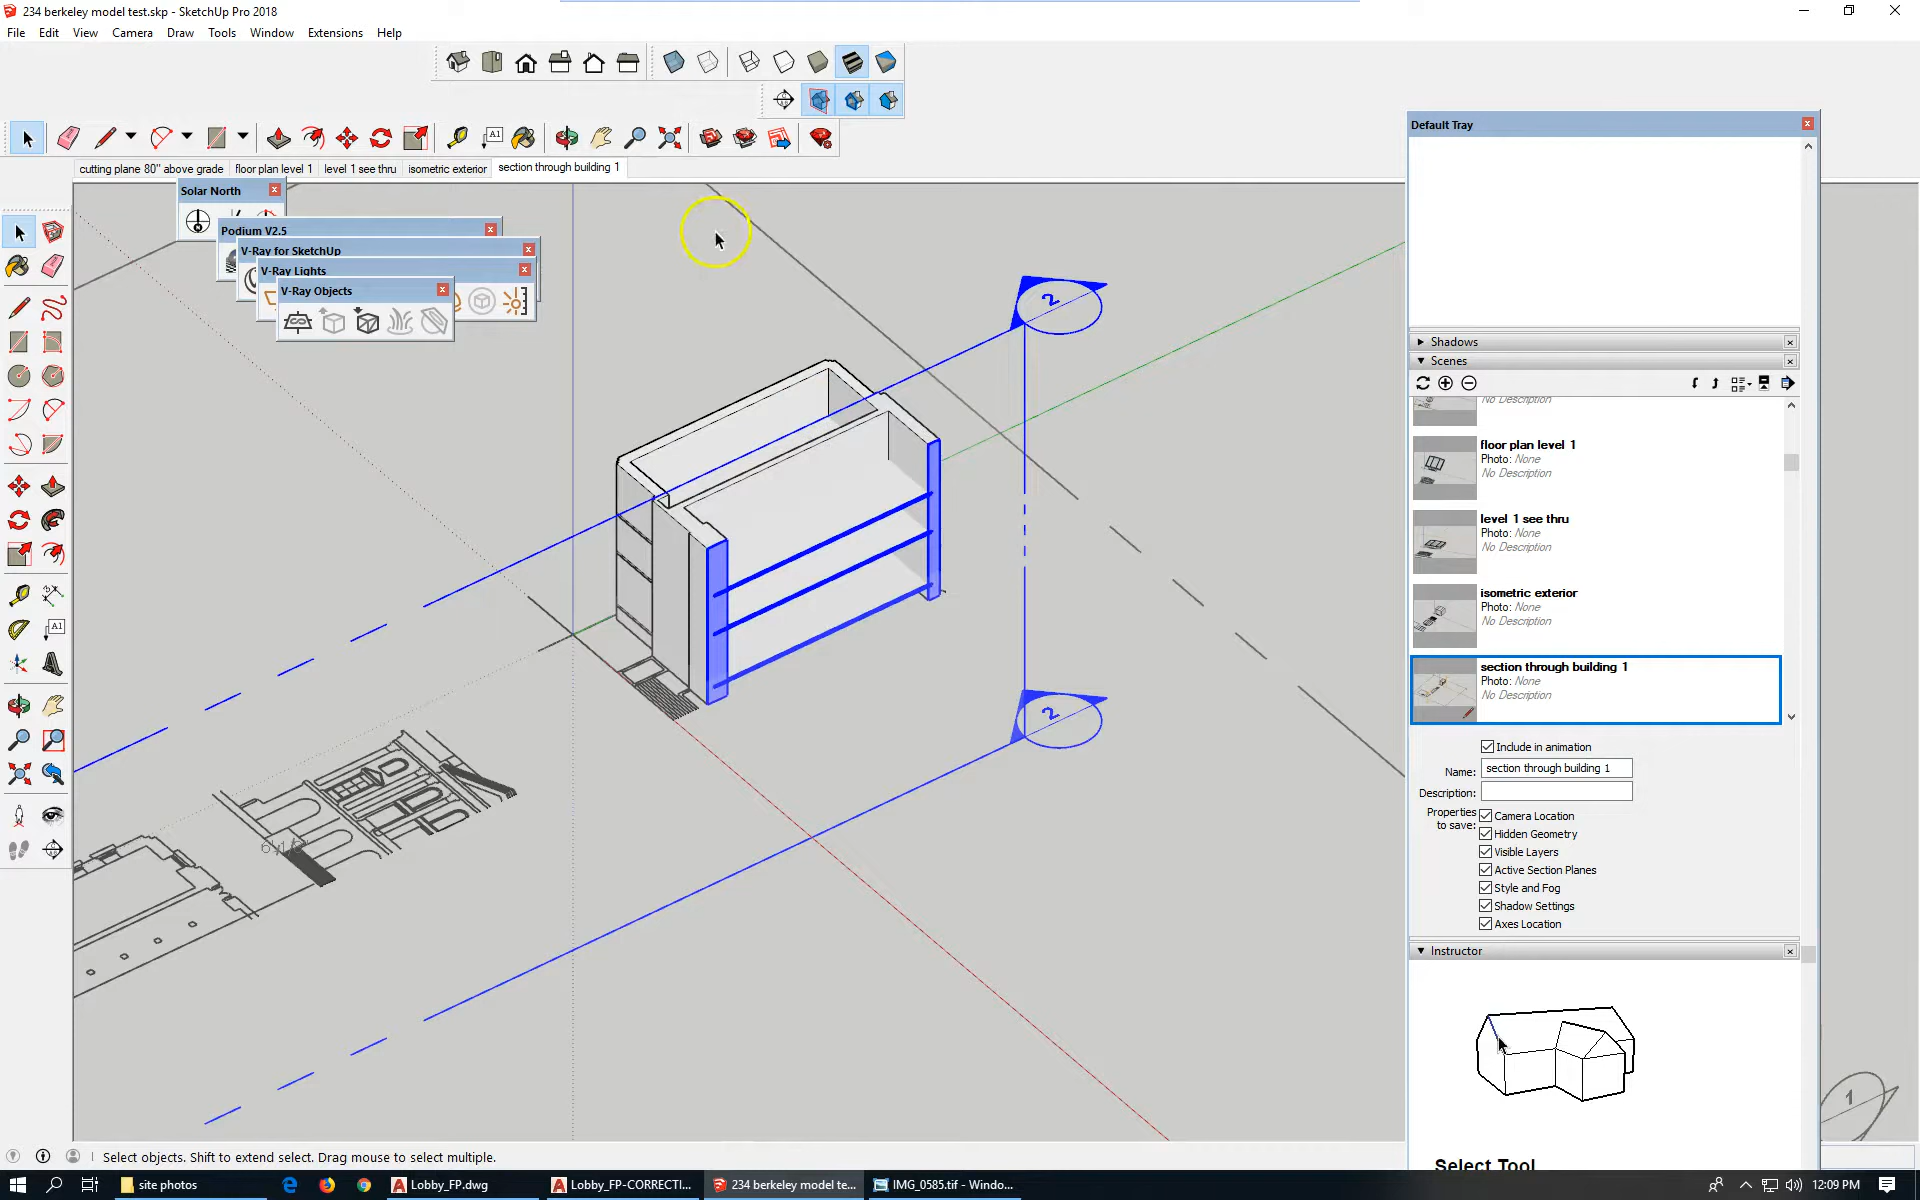 234 berkeley model test.skp - SketchUp Pro 2018
File Edit View Camera Draw Tools Window Extensions Help
A1
cutting plane 80" above grade floor plan level 1 level 1 see thru isometric exterior section through building 1
Solar North
Podium V2.5
V-Ray for SketchUp
V-Ray Lights
V-Ray Objects
2
2
A1
1
Default Tray
Shadows
Scenes
No Description
floor plan level 1
Photo: None
No Description
level 1 see thru
Photo: None
No Description
isometric exterior
Photo: None
No Description
section through building 1
Photo: None
No Description
Include in animation
Name: section through building 1
Description:
Properties to save:
Camera Location
Hidden Geometry
Visible Layers
Active Section Planes
Style and Fog
Shadow Settings
Axes Location
Instructor
Select Tool
Select objects. Shift to extend select. Drag mouse to select multiple.
site photos
Lobby_FP.dwg
Lobby_FP-CORRECTI...
234 berkeley model te...
IMG_0585.tif - Windo...
12:09 PM